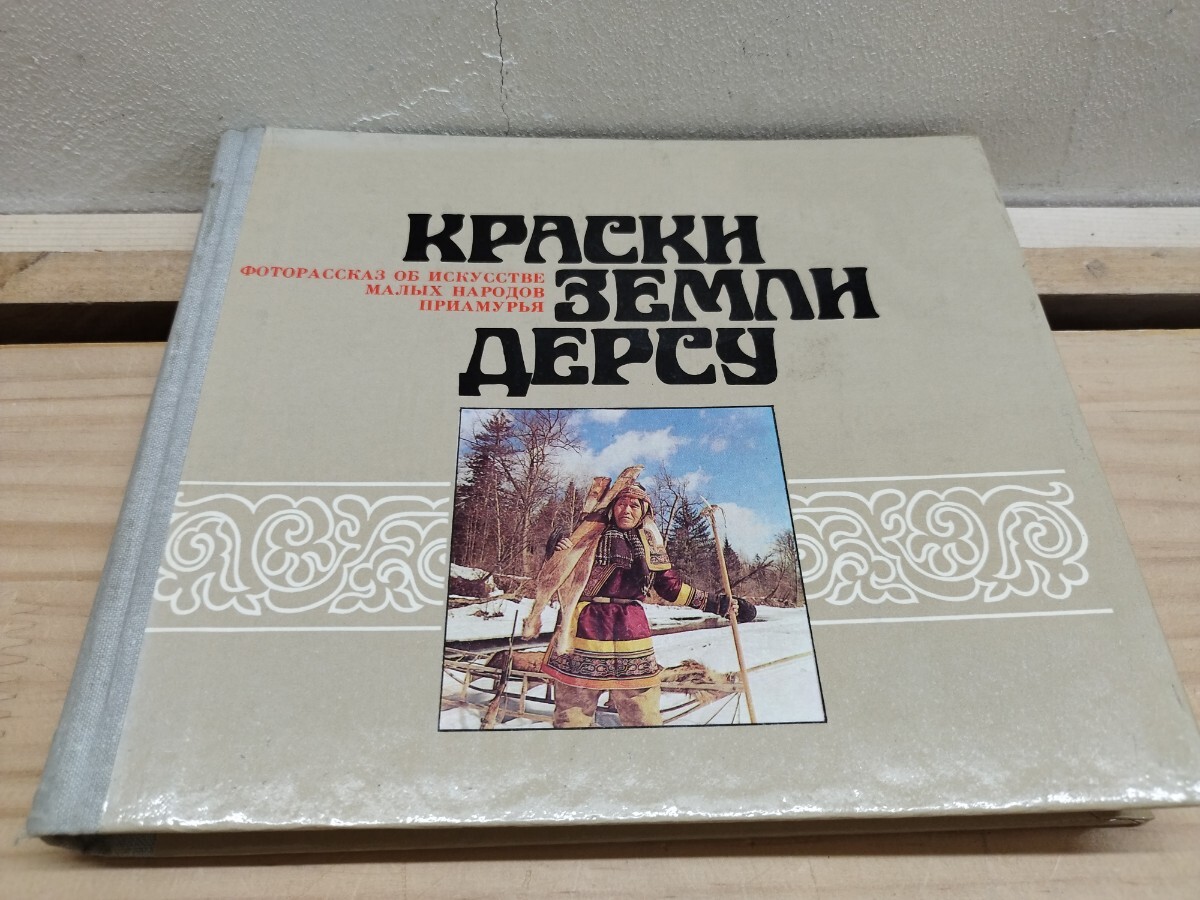 КРАСКИ
ЗЕМЛИ
ДЕРСУ
ФОТОРАССКАЗ ОБ ИСКУССТВЕ
МАЛЫХ НАРОДОВ
ПРИАМУРЬЯ